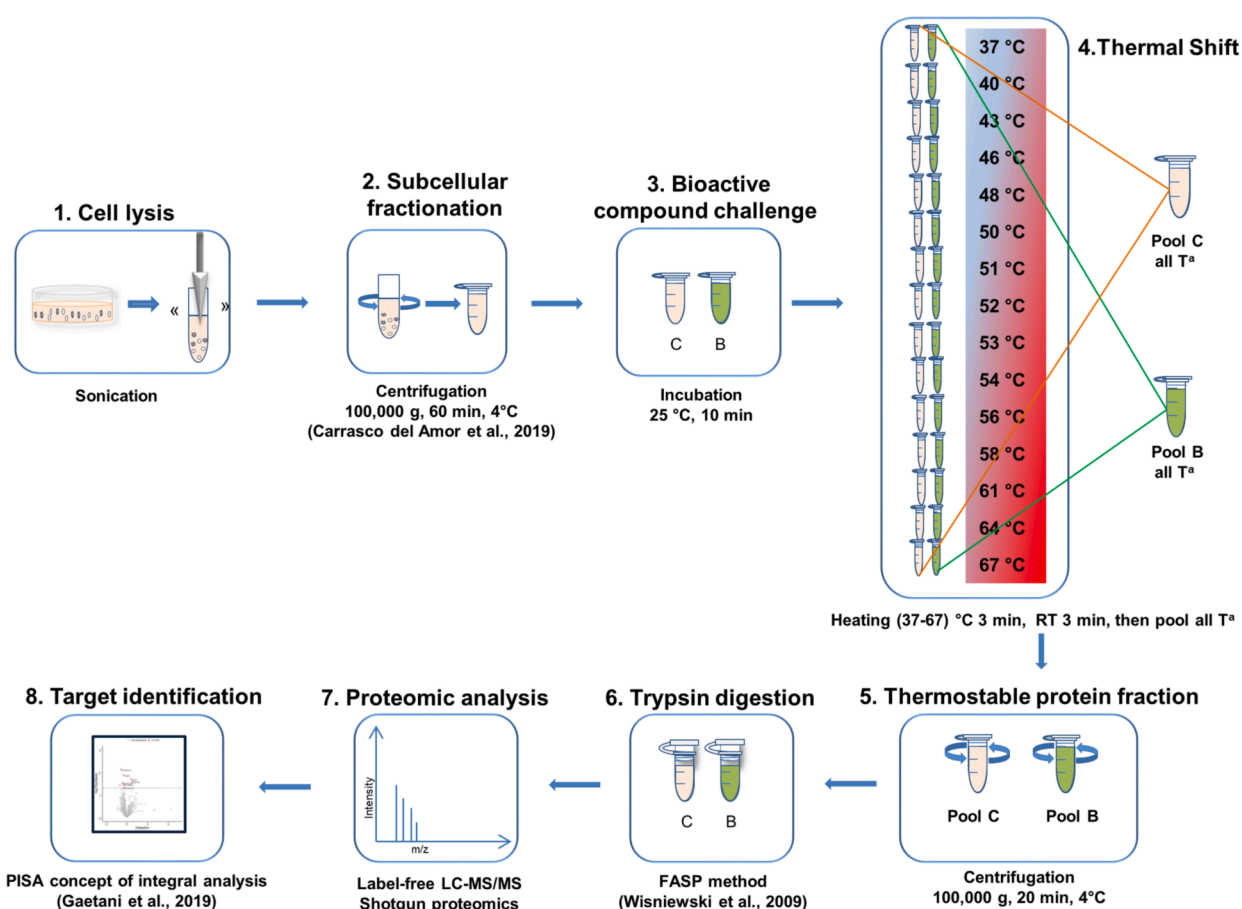 1. Cell lysis
«
»
Sonication
2. Subcellular
fractionation
Centrifugation
100,000 g, 60 min, 4°C
(Carrasco del Amor et al., 2019)
3. Bioactive
compound challenge
C B
Incubation
25 °C, 10 min
4.Thermal Shift
37 °C
40 °C
43 °C
46 °C
48 °C
50 °C
51 °C
52 °C
53 °C
54 °C
56 °C
58 °C
61 °C
64 °C
67 °C
Pool C
all Tª
Pool B
all Tª
Heating (37-67) °C 3 min, RT 3 min, then pool all Tª
5. Thermostable protein fraction
Pool C Pool B
Centrifugation
100,000 g, 20 min, 4°C
6. Trypsin digestion
C B
FASP method
(Wisniewski et al., 2009)
7. Proteomic analysis
Intensity
m/z
Label-free LC-MS/MS
Shotgun proteomics
8. Target identification
PISA concept of integral analysis
(Gaetani et al., 2019)